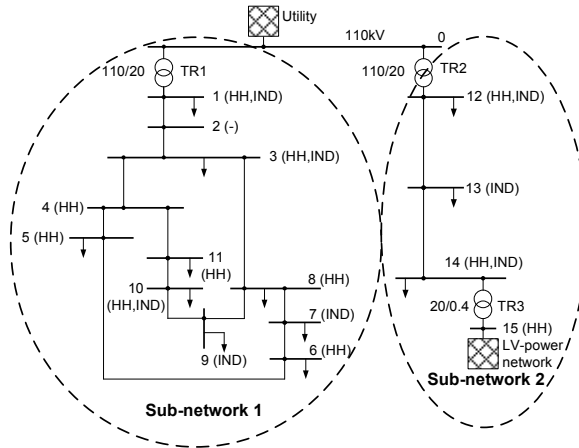 Utility
110kV
0
110/20
TR1
110/20
TR2
1 (HH,IND)
12 (HH,IND)
2 (-)
3 (HH,IND)
13 (IND)
4 (HH)
5 (HH)
11
(HH)
14 (HH,IND)
10
(HH,IND)
8 (HH)
20/0.4
TR3
7 (IND)
15 (HH)
9 (IND)
6 (HH)
LV-power
network
Sub-network 1
Sub-network 2